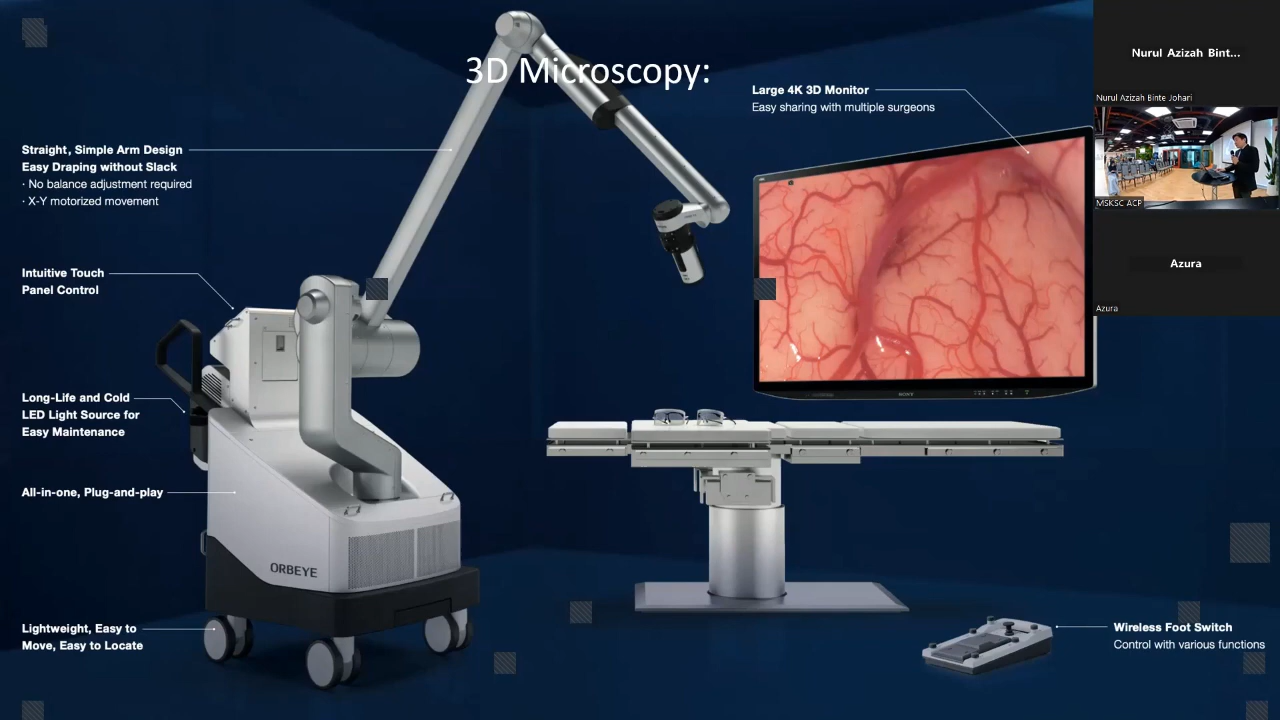 3D Microscopy:
Straight, Simple Arm Design
Easy Draping without Slack
· No balance adjustment required
· X-Y motorized movement
Intuitive Touch
Panel Control
Long-Life and Cold
LED Light Source for
Easy Maintenance
All-in-one, Plug-and-play
ORBEYE
Lightweight, Easy to
Move, Easy to Locate
Large 4K 3D Monitor
Easy sharing with multiple surgeons
SONY
Wireless Foot Switch
Control with various functions
Nurul Azizah Bint...
Nurul Azizah Binte Johari
MSKSC ACP
Azura
Azura